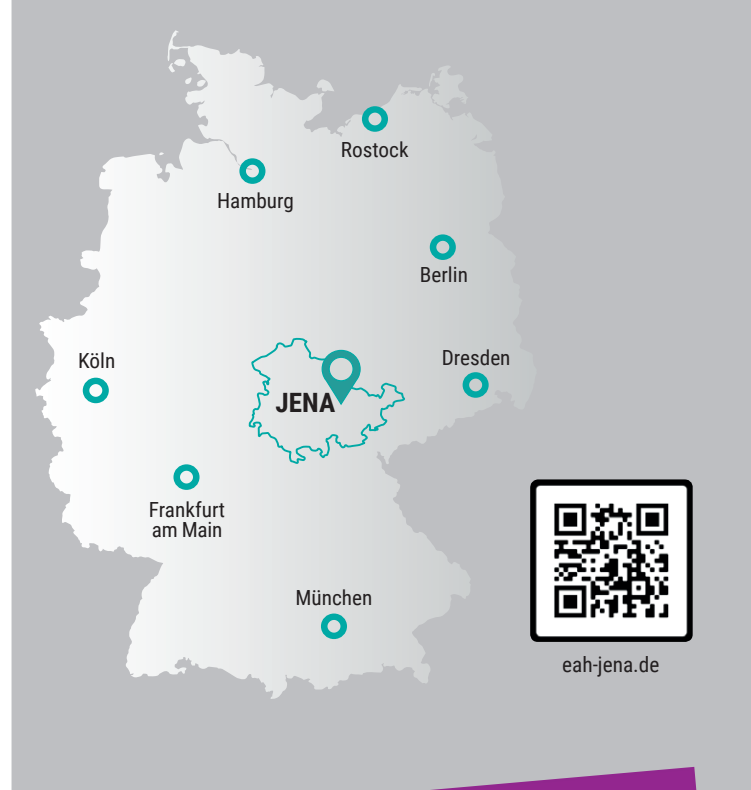 Rostock
Hamburg
Berlin
Köln
Dresden
JENA
Frankfurt
am Main
München
eah-jena.de